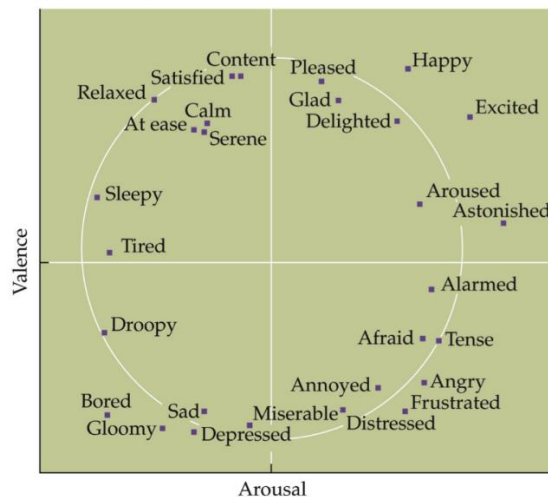 Content
Satisfied
Pleased
Happy
Relaxed
Calm
Glad
Excited
At ease
Delighted
Serene
Sleepy
Aroused
Astonished
Tired
Valence
Alarmed
Droopy
Afraid
Tense
Annoyed
Angry
Bored
Sad
Miserable
Frustrated
Gloomy
Depressed
Distressed
Arousal